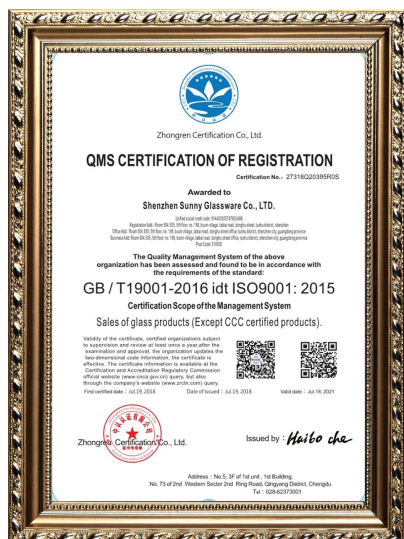 Zhongren Certification Co., Ltd.
QMS CERTIFICATION OF REGISTRATION
Certification No.: 27318Q20395R0S
Awarded to
Shenzhen Sunny Glassware Co., LTD.
The Quality Management System of the above
organization has been assessed and found to be in accordance with
the requirements of the standard:
GB / T19001-2016 idt ISO9001: 2015
Certification Scope of the Management System
Sales of glass products (Except CCC certified products).
Validity of the certificate, certified organizations subject
to supervision and review at least once a year,after the
examination and approval, the organization updates the
two-dimensional code information, the certificate is
effective. The certificate information is available at the
Certification and Accreditation Regulatory Commission
official website (www.cnca.gov.cn) query, but also
through the company's website (www.zrclin.com) query.
First certified date : Jul.19, 2018
Date of Issued : Jul.19, 2018
Valid date : Jul.18, 2021
Zhongren Certification Co., Ltd.
Issued by : Haibo che
Address : No.5, 3F of 1st unit , 1st Building,
No. 73 of 2nd Western Sector 2nd Ring Road, Qingyang District, Chengdu
Tel : 028-62373001